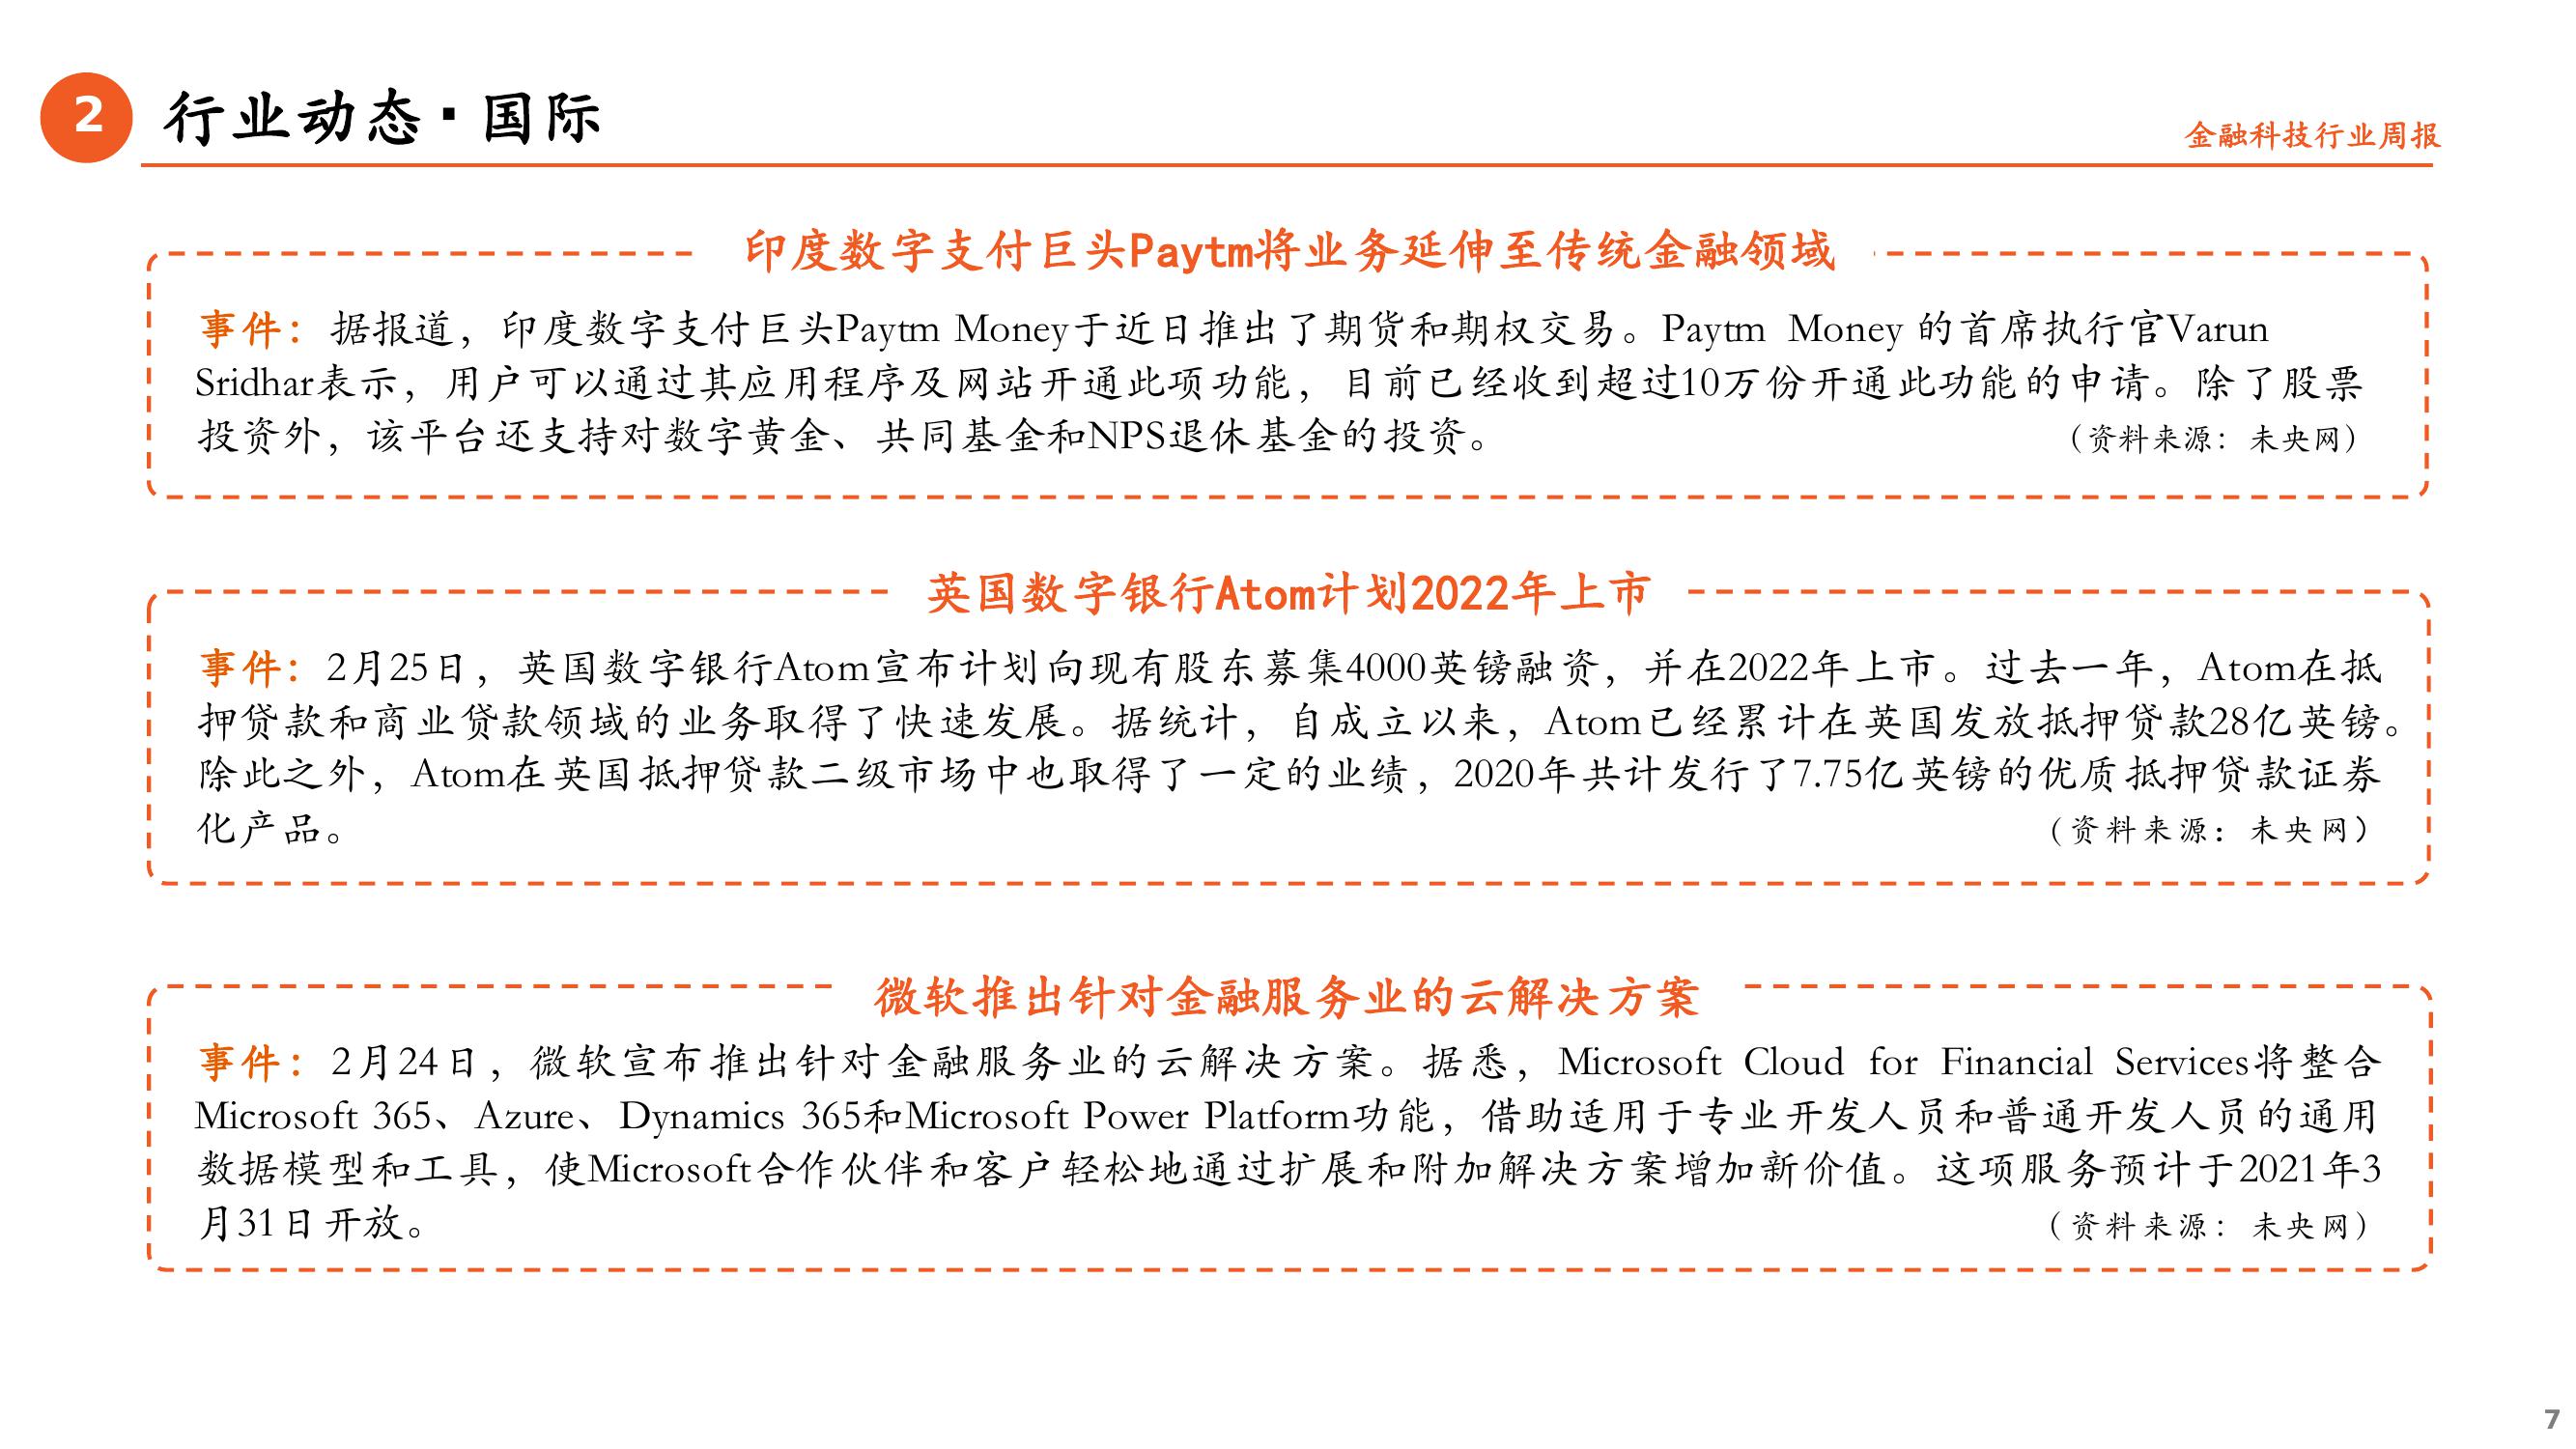 2
行业动态·国际
金融科技行业周报
印度数字支付巨头Paytm将业务延伸至传统金融领域
事件：据报道，印度数字支付巨头Paytm Money于近日推出了期货和期权交易。Paytm Money 的首席执行官Varun
Sridhar表示，用户可以通过其应用程序及网站开通此项功能，目前已经收到超过10万份开通此功能的申请。除了股票
投资外，该平台还支持对数字黄金、共同基金和NPS退休基金的投资。
（资料来源：未央网）
英国数字银行Atom计划2022年上市
事件：2月25日，英国数字银行Atom宣布计划向现有股东募集4000英镑融资，并在2022年上市。过去一年，Atom在抵
押贷款和商业贷款领域的业务取得了快速发展。据统计，自成立以来，Atom已经累计在英国发放抵押贷款28亿英镑。
除此之外，Atom在英国抵押贷款二级市场中也取得了一定的业绩，2020年共计发行了7.75亿英镑的优质抵押贷款证券
化产品。
（资料来源：未央网）
微软推出针对金融服务业的云解决方案
事件：2月24日，微软宣布推出针对金融服务业的云解决方案。据悉，Microsoft Cloud for Financial Services将整合
Microsoft 365、Azure、Dynamics 365和Microsoft Power Platform功能，借助适用于专业开发人员和普通开发人员的通用
数据模型和工具，使Microsoft合作伙伴和客户轻松地通过扩展和附加解决方案增加新价值。这项服务预计于2021年3
月31日开放。
（资料来源：未央网）
7